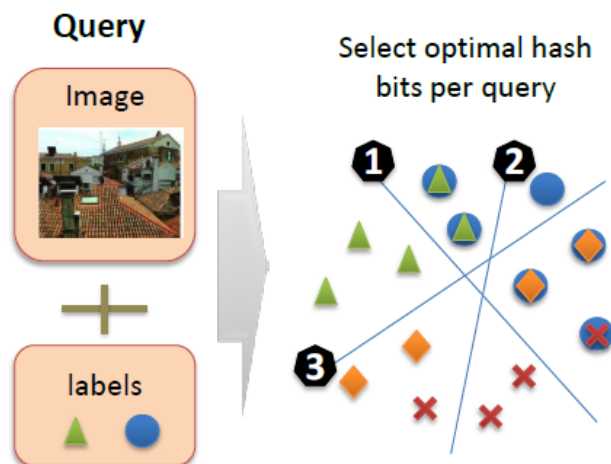 Query
Image
labels
Select optimal hash
bits per query
1
2
3